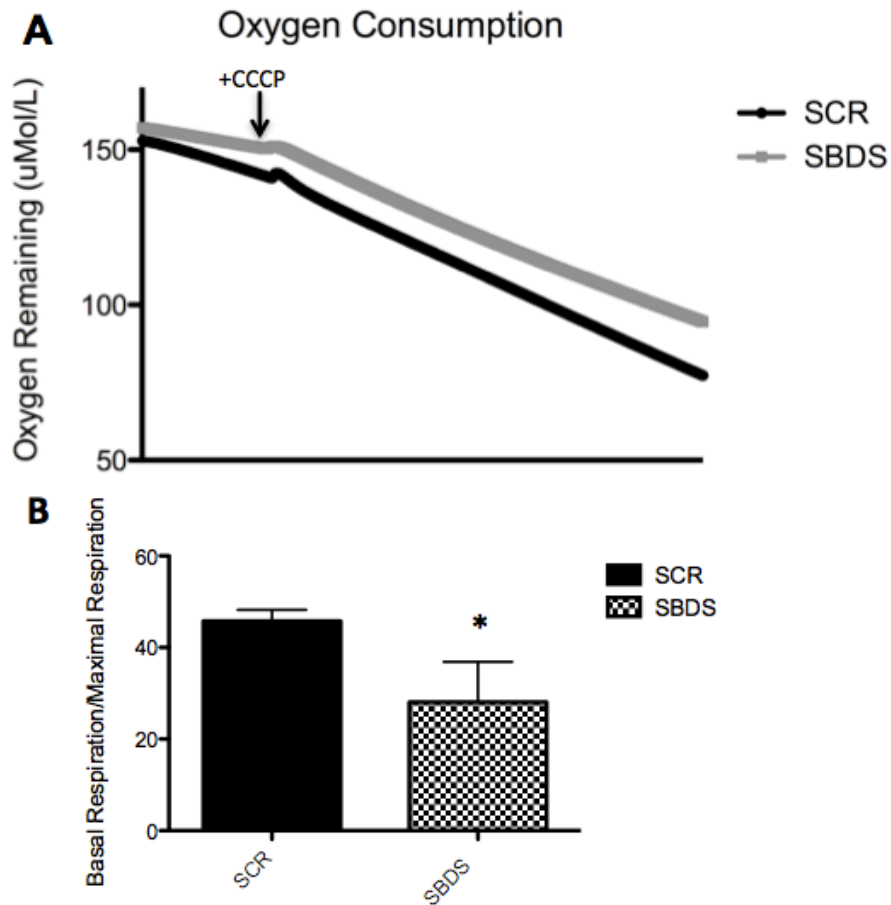 A
Oxygen Consumption
Oxygen Remaining (uMol/L)
+CCCP
150
100
50
SCR
SBDS
B
Basal Respiration/Maximal Respiration
60
40
20
0
*
SCR
SBDS
SCR
SBDS